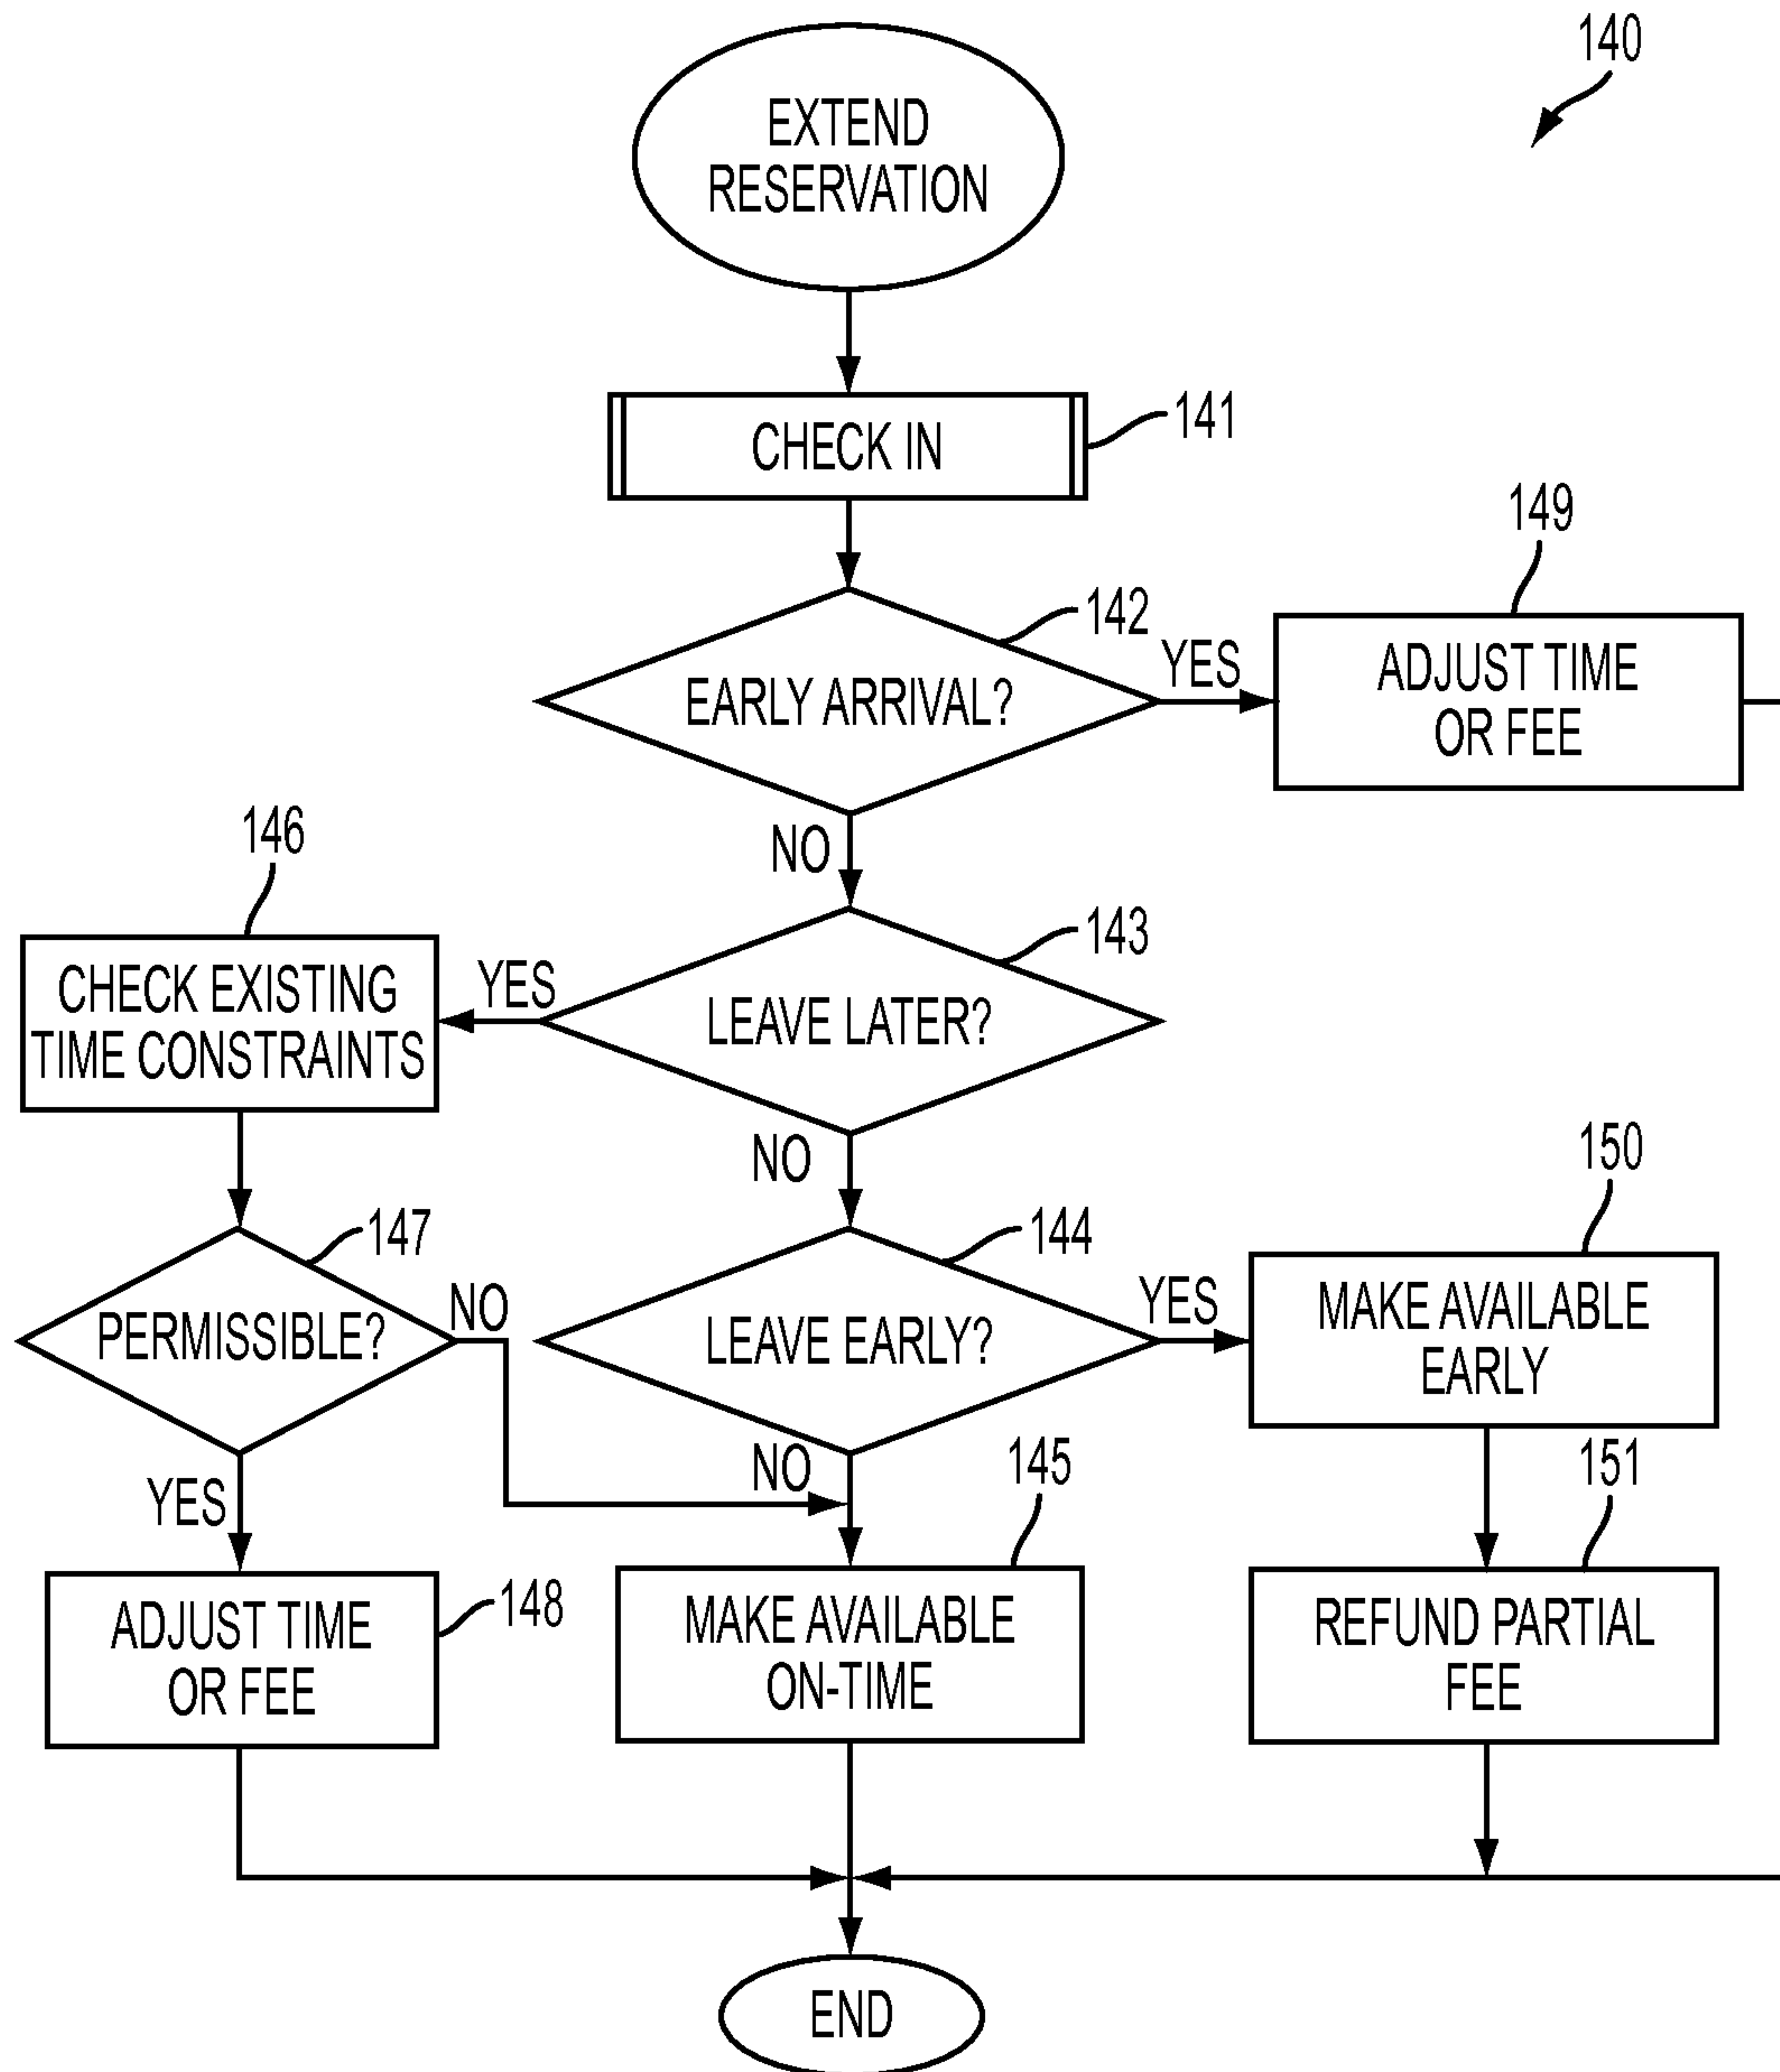 140
EXTEND
RESERVATION
CHECK IN
141
142
149
EARLY ARRIVAL?
YES
ADJUST TIME
OR FEE
NO
146
143
CHECK EXISTING
TIME CONSTRAINTS
YES
LEAVE LATER?
NO
150
147
144
PERMISSIBLE?
NO
LEAVE EARLY?
YES
MAKE AVAILABLE
EARLY
YES
NO
145
151
ADJUST TIME
OR FEE
148
MAKE AVAILABLE
ON-TIME
REFUND PARTIAL
FEE
END